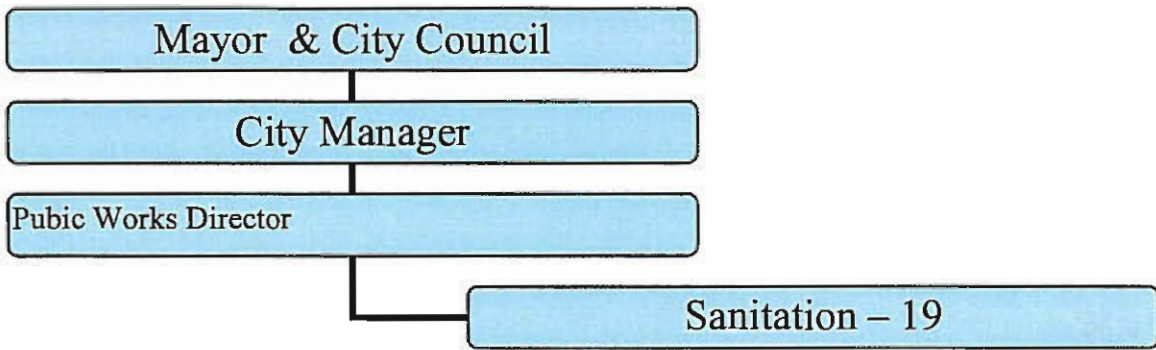 Mayor & City Council
City Manager
Pubic Works Director
Sanitation – 19